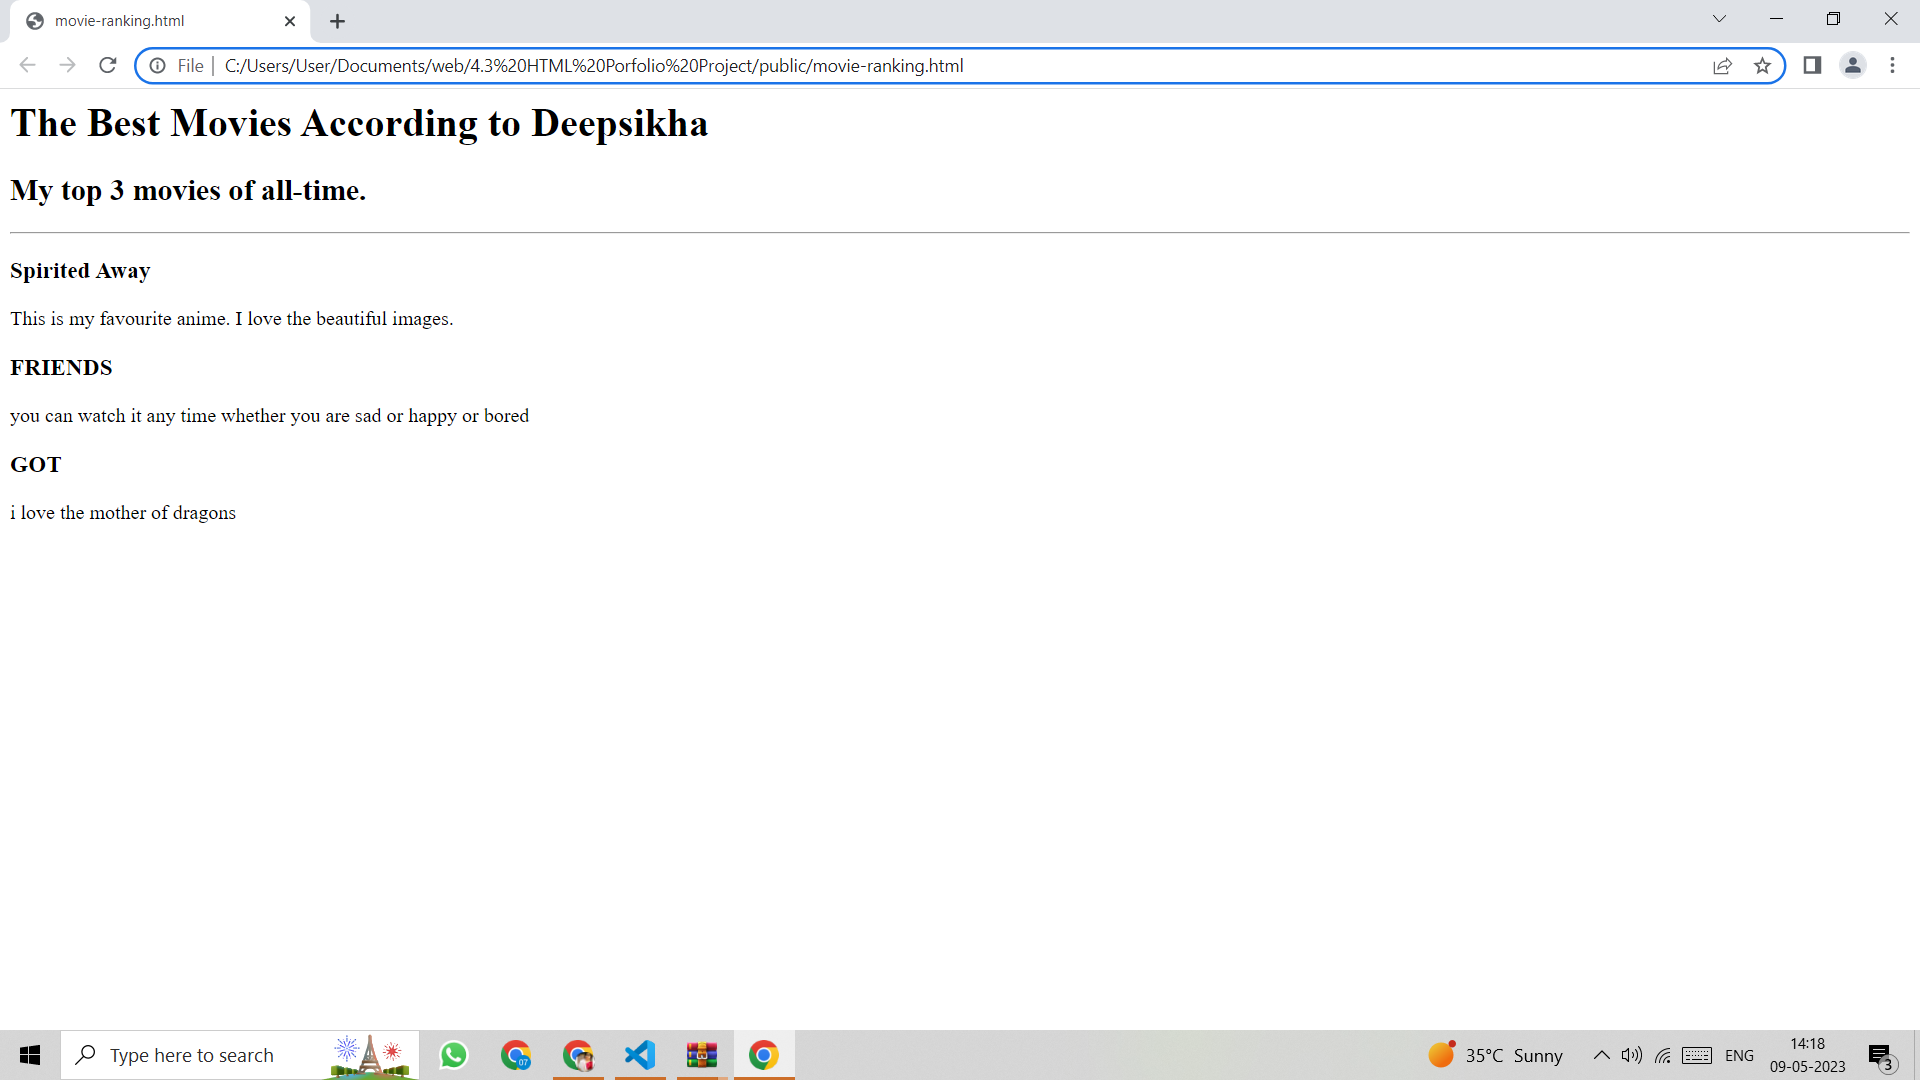 movie-ranking.html
File
C:/Users/User/Documents/web/4.3%20HTML%20Porfolio%20Project/public/movie-ranking.html
The Best Movies According to Deepsikha
My top 3 movies of all-time.
Spirited Away
This is my favourite anime. I love the beautiful images.
FRIENDS
you can watch it any time whether you are sad or happy or bored
GOT
i love the mother of dragons
Type here to search
07
35°C Sunny
ENG
14:18
09-05-2023
3